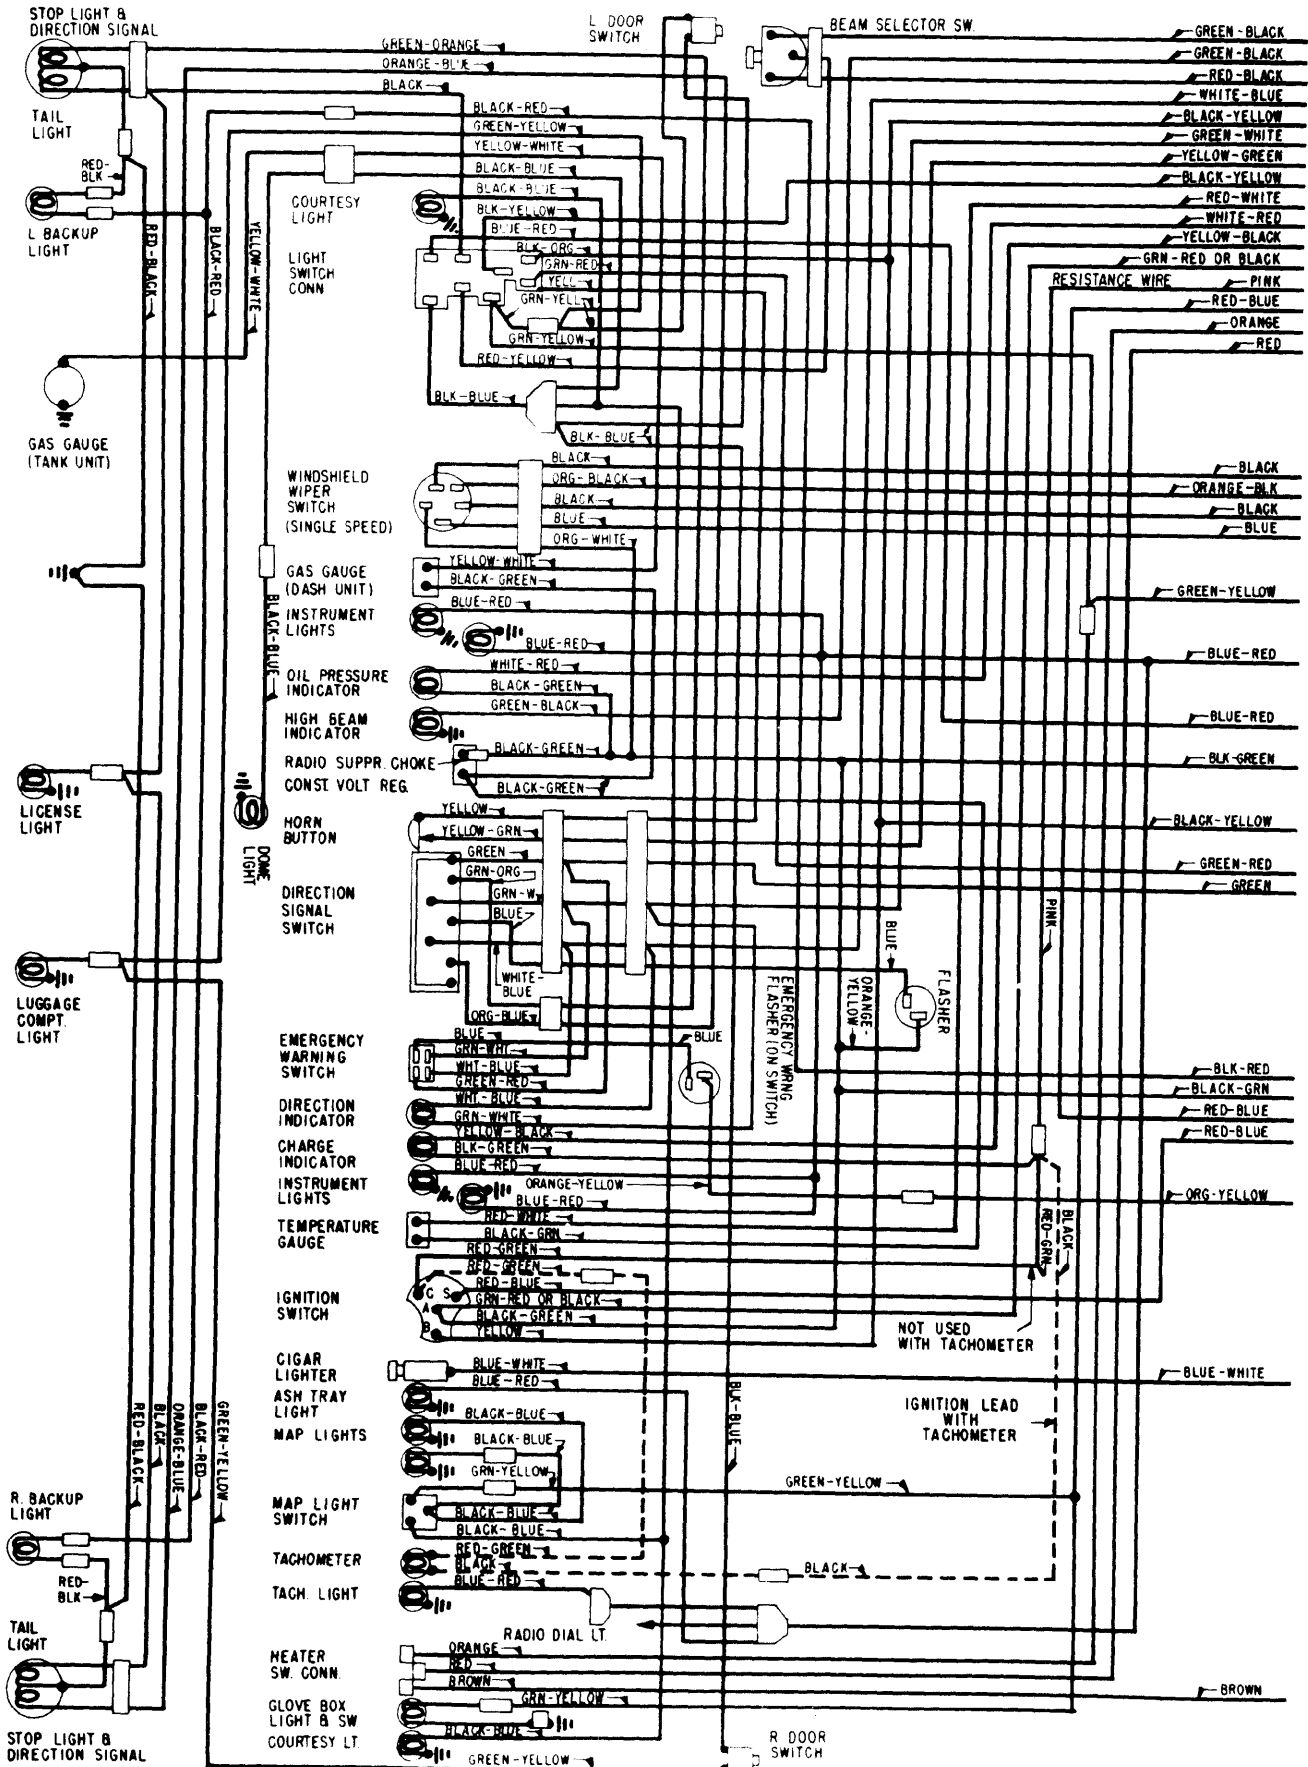 STOP LIGHT &
DIRECTION SIGNAL
TAIL
LIGHT
RED-
BLK
L BACKUP
LIGHT
RED-BLACK
BLACK-RED
YELLOW-WHITE
GAS GAUGE
(TANK UNIT)
BLACK-BLUE
LICENSE
LIGHT
DOME
LIGHT
LUGGAGE
COMPT.
LIGHT
RED-BLACK
BLACK
ORANGE-BLUE
BLACK-RED
GREEN-YELLOW
R. BACKUP
LIGHT
RED-
BLK
TAIL
LIGHT
STOP LIGHT &
DIRECTION SIGNAL
L DOOR
SWITCH
BEAM SELECTOR SW.
GREEN-ORANGE
ORANGE-BLUE
BLACK
BLACK-RED
GREEN-YELLOW
YELLOW-WHITE
BLACK-BLUE
COURTESY
LIGHT
BLACK-BLUE
BLK-YELLOW
BLUE-RED
LIGHT
SWITCH
CONN
BLK-ORG
GRN-RED
YELL
GRN-YELL
GRN-YELLOW
RED-YELLOW
BLK-BLUE
BLK-BLUE
WINDSHIELD
WIPER
SWITCH
(SINGLE SPEED)
BLACK
ORG-BLACK
BLACK
BLUE
ORG-WHITE
GAS GAUGE
(DASH UNIT)
YELLOW-WHITE
BLACK-GREEN
INSTRUMENT
LIGHTS
BLUE-RED
BLUE-RED
OIL PRESSURE
INDICATOR
WHITE-RED
BLACK-GREEN
HIGH BEAM
INDICATOR
GREEN-BLACK
RADIO SUPPR. CHOKE
CONST. VOLT REG.
BLACK-GREEN
BLACK-GREEN
HORN
BUTTON
YELLOW
YELLOW-GRN
DIRECTION
SIGNAL
SWITCH
GREEN
GRN-ORG
GRN-W
BLUE
WHITE-
BLUE
ORG-BLUE
EMERGENCY
WARNING
SWITCH
BLUE
GRN-WHT
WHT-BLUE
GREEN-RED
BLUE
DIRECTION
INDICATOR
WHT-BLUE
GRN-WHITE
CHARGE
INDICATOR
YELLOW-BLACK
BLK-GREEN
INSTRUMENT
LIGHTS
BLUE-RED
ORANGE-YELLOW
BLUE-RED
TEMPERATURE
GAUGE
RED-WHITE
BLACK-GRN
IGNITION
SWITCH
RED-GREEN
RED-GREEN
RED-BLUE
GRN-RED OR BLACK
BLACK-GREEN
YELLOW
C S
A
B
CIGAR
LIGHTER
BLUE-WHITE
ASH TRAY
LIGHT
BLUE-RED
MAP LIGHTS
BLACK-BLUE
BLACK-BLUE
GRN-YELLOW
MAP LIGHT
SWITCH
BLACK-BLUE
BLACK-BLUE
TACHOMETER
RED-GREEN
BLACK
TACH. LIGHT
BLUE-RED
RADIO DIAL LT.
HEATER
SW. CONN.
ORANGE
RED
BROWN
GLOVE BOX
LIGHT & SW
GRN-YELLOW
COURTESY LT.
BLACK-BLUE
GREEN-YELLOW
R DOOR
SWITCH
BLK-BLUE
BLACK
GREEN-YELLOW
EMERGENCY WRNG
FLASHER (ON SWITCH)
ORANGE-
YELLOW
BLUE
FLASHER
PINK
RED-GRN
BLACK
NOT USED
WITH TACHOMETER
IGNITION LEAD
WITH
TACHOMETER
GREEN-BLACK
GREEN-BLACK
RED-BLACK
WHITE-BLUE
BLACK-YELLOW
GREEN-WHITE
YELLOW-GREEN
BLACK-YELLOW
RED-WHITE
WHITE-RED
YELLOW-BLACK
GRN-RED OR BLACK
RESISTANCE WIRE
PINK
RED-BLUE
ORANGE
RED
BLACK
ORANGE-BLK
BLACK
BLUE
GREEN-YELLOW
BLUE-RED
BLUE-RED
BLK-GREEN
BLACK-YELLOW
GREEN-RED
GREEN
BLK-RED
BLACK-GRN
RED-BLUE
RED-BLUE
ORG-YELLOW
BLUE-WHITE
BROWN